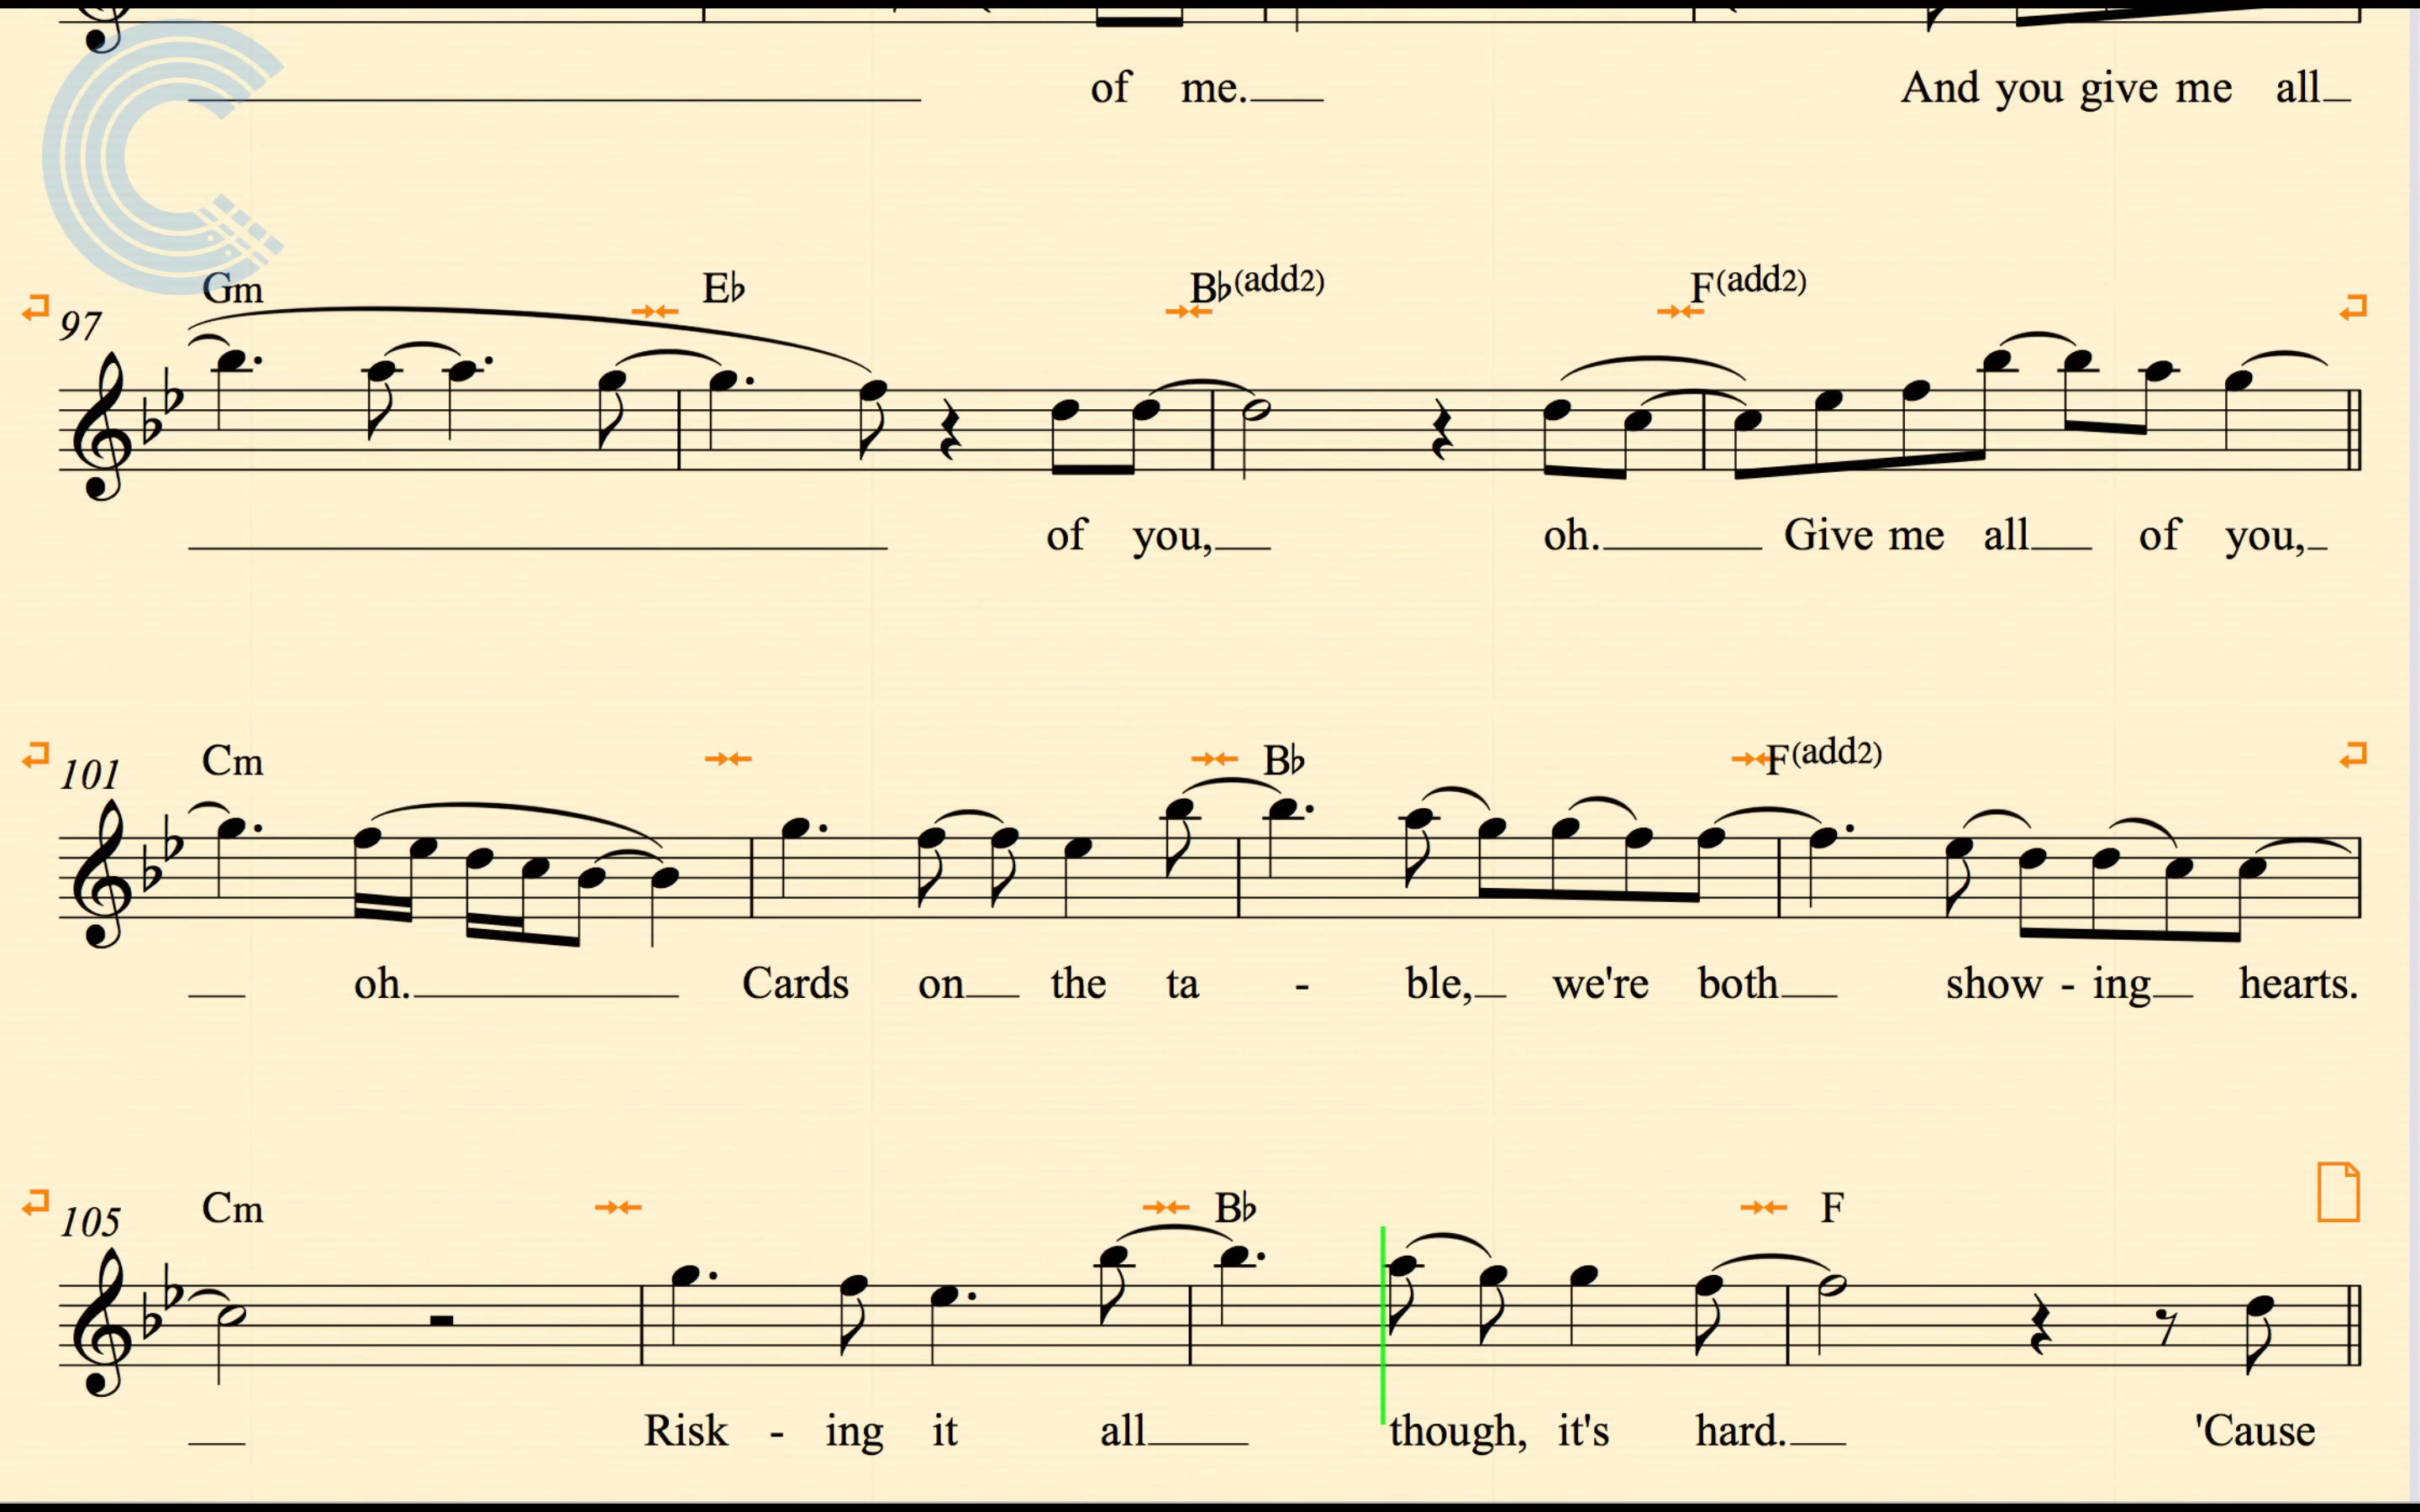 of me. And you give me all
Gm E♭ B♭(add2) F(add2)
97
of you, oh. Give me all of you,
Cm B♭ F(add2)
101
oh. Cards on the ta - ble, we're both show - ing hearts.
Cm B♭ F
105
Risk - ing it all though, it's hard. 'Cause